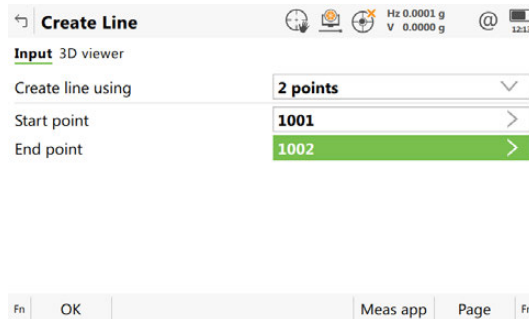 Create Line
Hz 0.0001 g
V 0.0000 g
@
Input 3D viewer
Create line using 2 points
Start point 1001
End point 1002
Fn OK Meas app Page